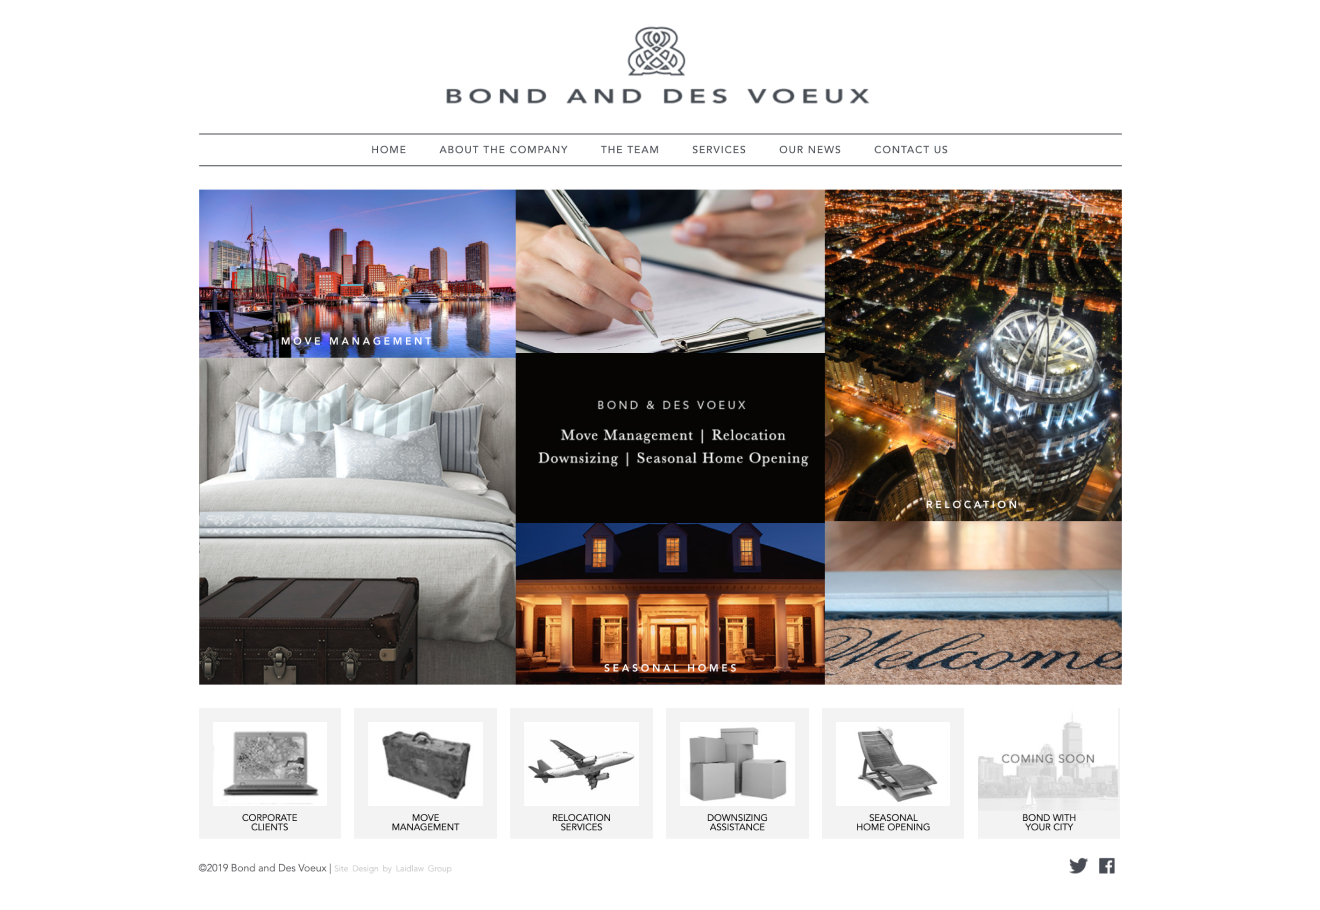 BOND AND DES VOEUX
HOME ABOUT THE COMPANY THE TEAM SERVICES OUR NEWS CONTACT US
MOVE MANAGEMENT
BOND & DES VOEUX
Move Management | Relocation
Downsizing | Seasonal Home Opening
RELOCATION
SEASONAL HOMES
Welcome
CORPORATE
CLIENTS
MOVE
MANAGEMENT
RELOCATION
SERVICES
DOWNSIZING
ASSISTANCE
SEASONAL
HOME OPENING
COMING SOON
BOND WITH
YOUR CITY
©2019 Bond and Des Voeux | Site Design by Laidlaw Group